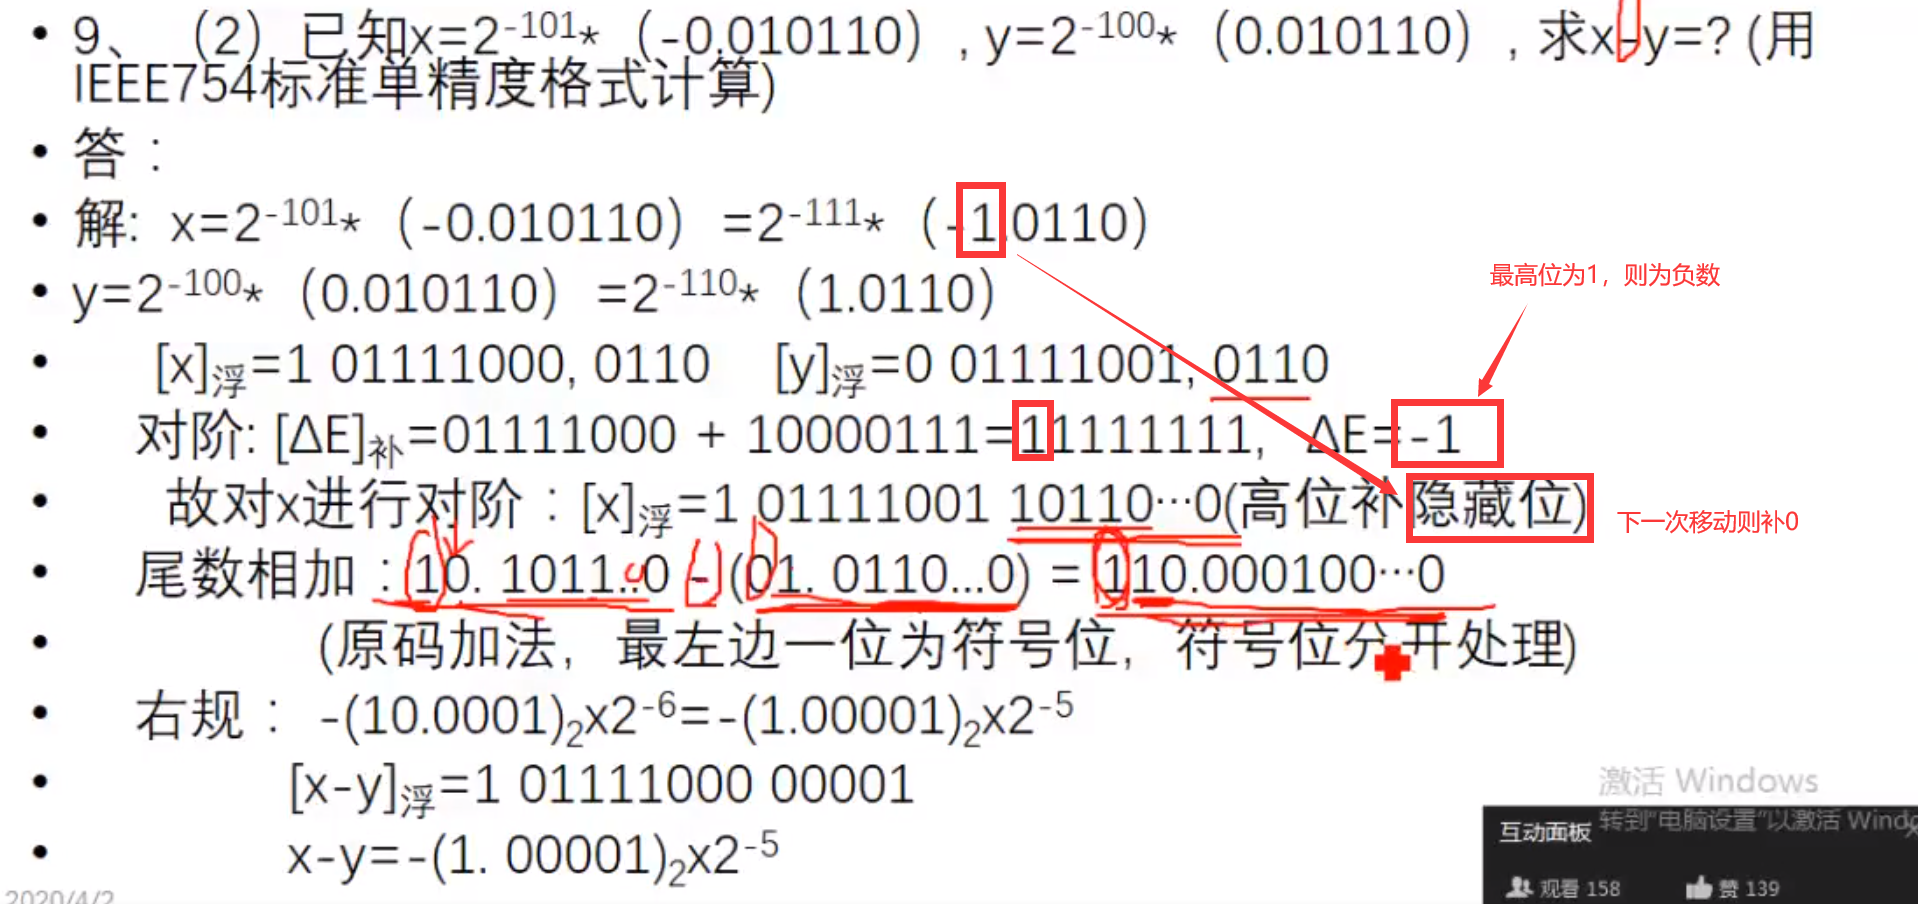 • 9、（2）已知x=2⁻¹⁰¹*（-0.010110）, y=2⁻¹⁰⁰*（0.010110）, 求x-y=? (用
IEEE754标准单精度格式计算)
• 答：
• 解: x=2⁻¹⁰¹*（-0.010110）=2⁻¹¹¹*（-1.0110）
• y=2⁻¹⁰⁰*（0.010110）=2⁻¹¹⁰*（1.0110）
最高位为1，则为负数
• [x]浮=1 01111000, 0110 [y]浮=0 01111001, 0110
• 对阶: [ΔE]补=01111000 + 10000111=11111111, ΔE=-1
• 故对x进行对阶：[x]浮=1 01111001 10110…0(高位补隐藏位)
下一次移动则补0
• 尾数相加：10. 1011..0 - (01. 0110...0) = 110.000100…0
• (原码加法，最左边一位为符号位，符号位分开处理)
• 右规： -(10.0001)₂x2⁻⁶=-(1.00001)₂x2⁻⁵
• [x-y]浮=1 01111000 00001
• x-y=-(1. 00001)₂x2⁻⁵
激活 Windows
转到"电脑设置"以激活 Windo
互动面板
观看 158 赞 139
2020/4/2